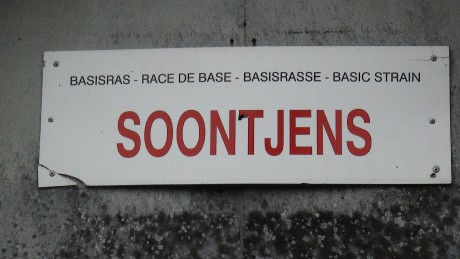 BASISRAS - RACE DE BASE - BASISRASSE - BASIC STRAIN
SOONTJENS